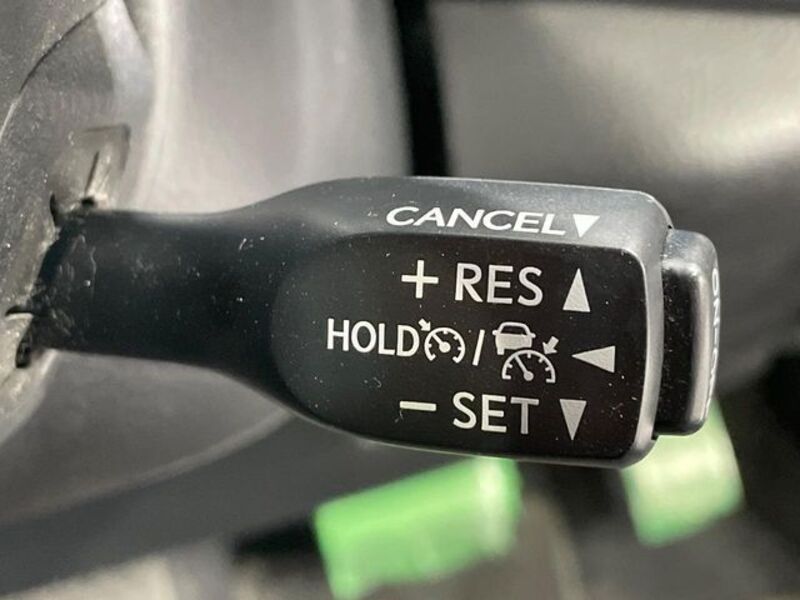 CANCEL
+ RES
HOLD /
− SET